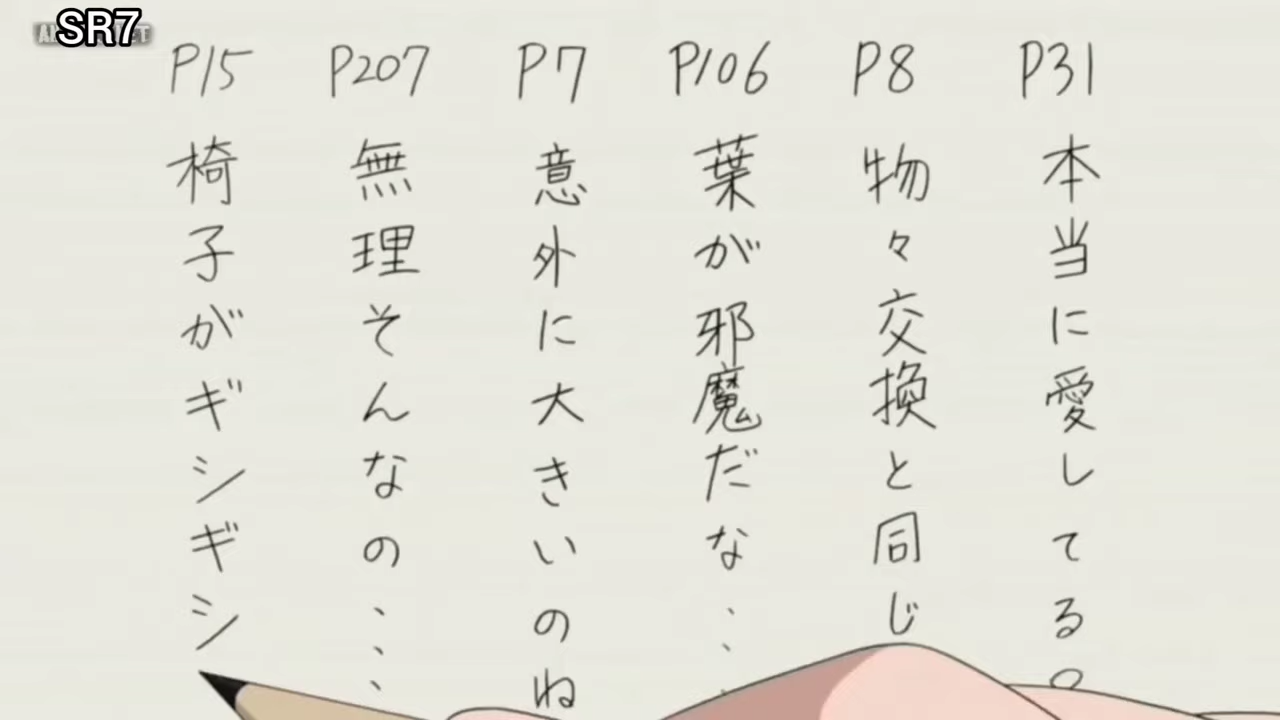 SR7
P31
本当に愛してる
P8
物々交換と同じ
P106
葉が邪魔だな…
P7
意外に大きいのね
P207
無理そんなの…
P15
椅子がギシギシ